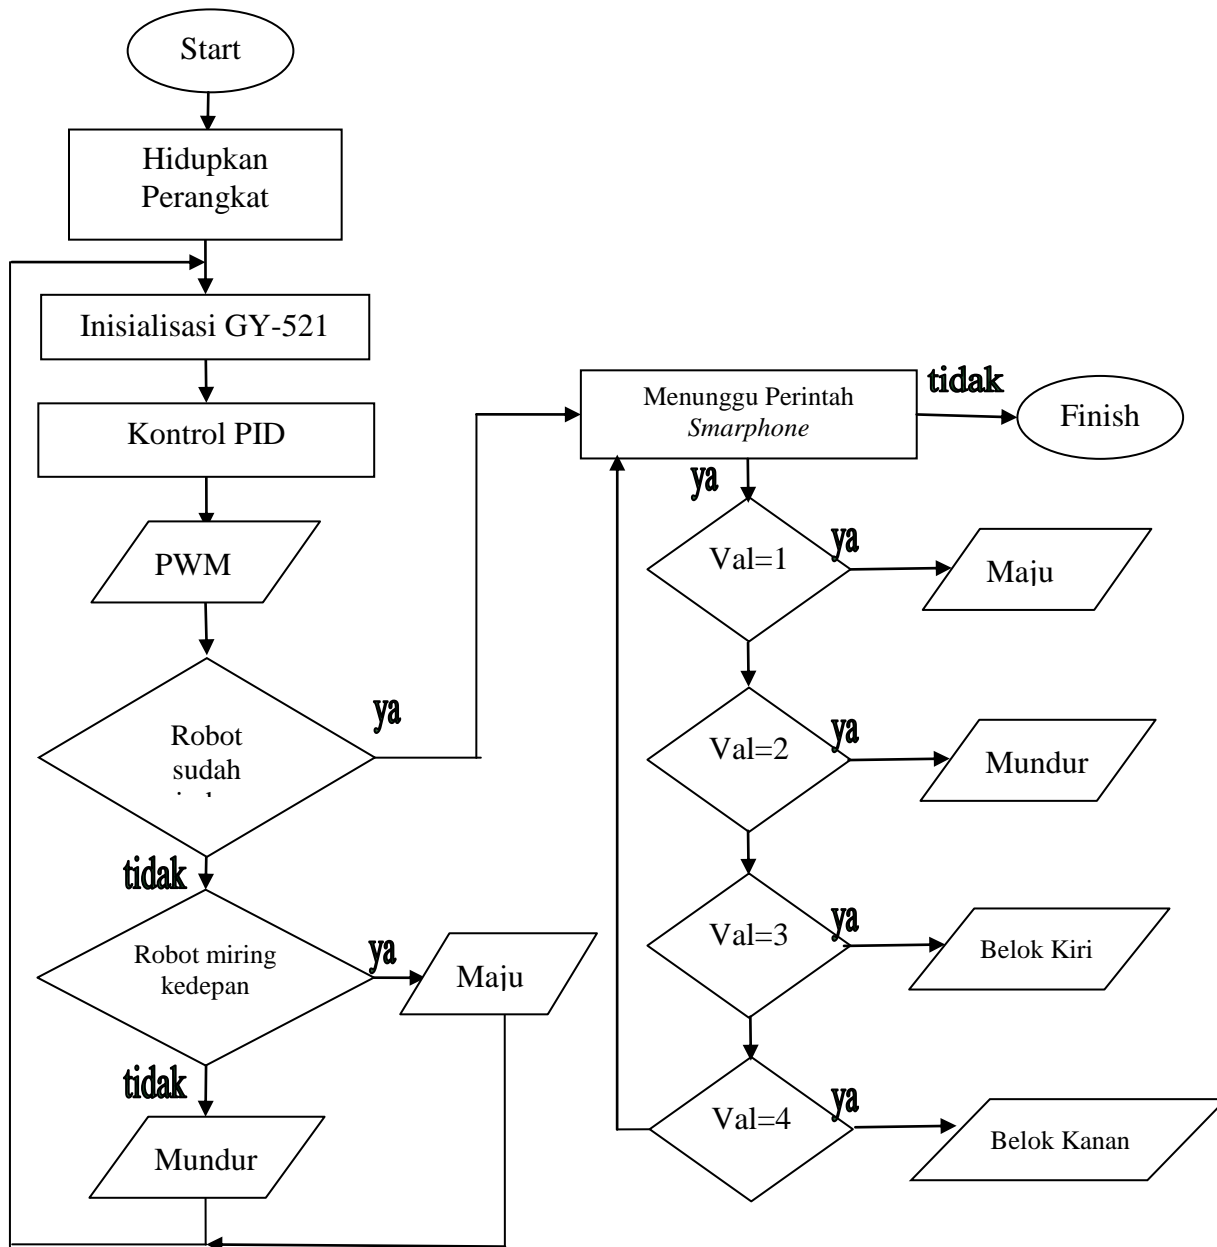 Start
Hidupkan
Perangkat
Inisialisasi GY-521
Kontrol PID
PWM
Robot
sudah
ya
tidak
Robot miring
kedepan
ya
Maju
tidak
Mundur
Menunggu Perintah
Smarphone
tidak
Finish
ya
Val=1
ya
Maju
Val=2
ya
Mundur
Val=3
ya
Belok Kiri
Val=4
ya
Belok Kanan